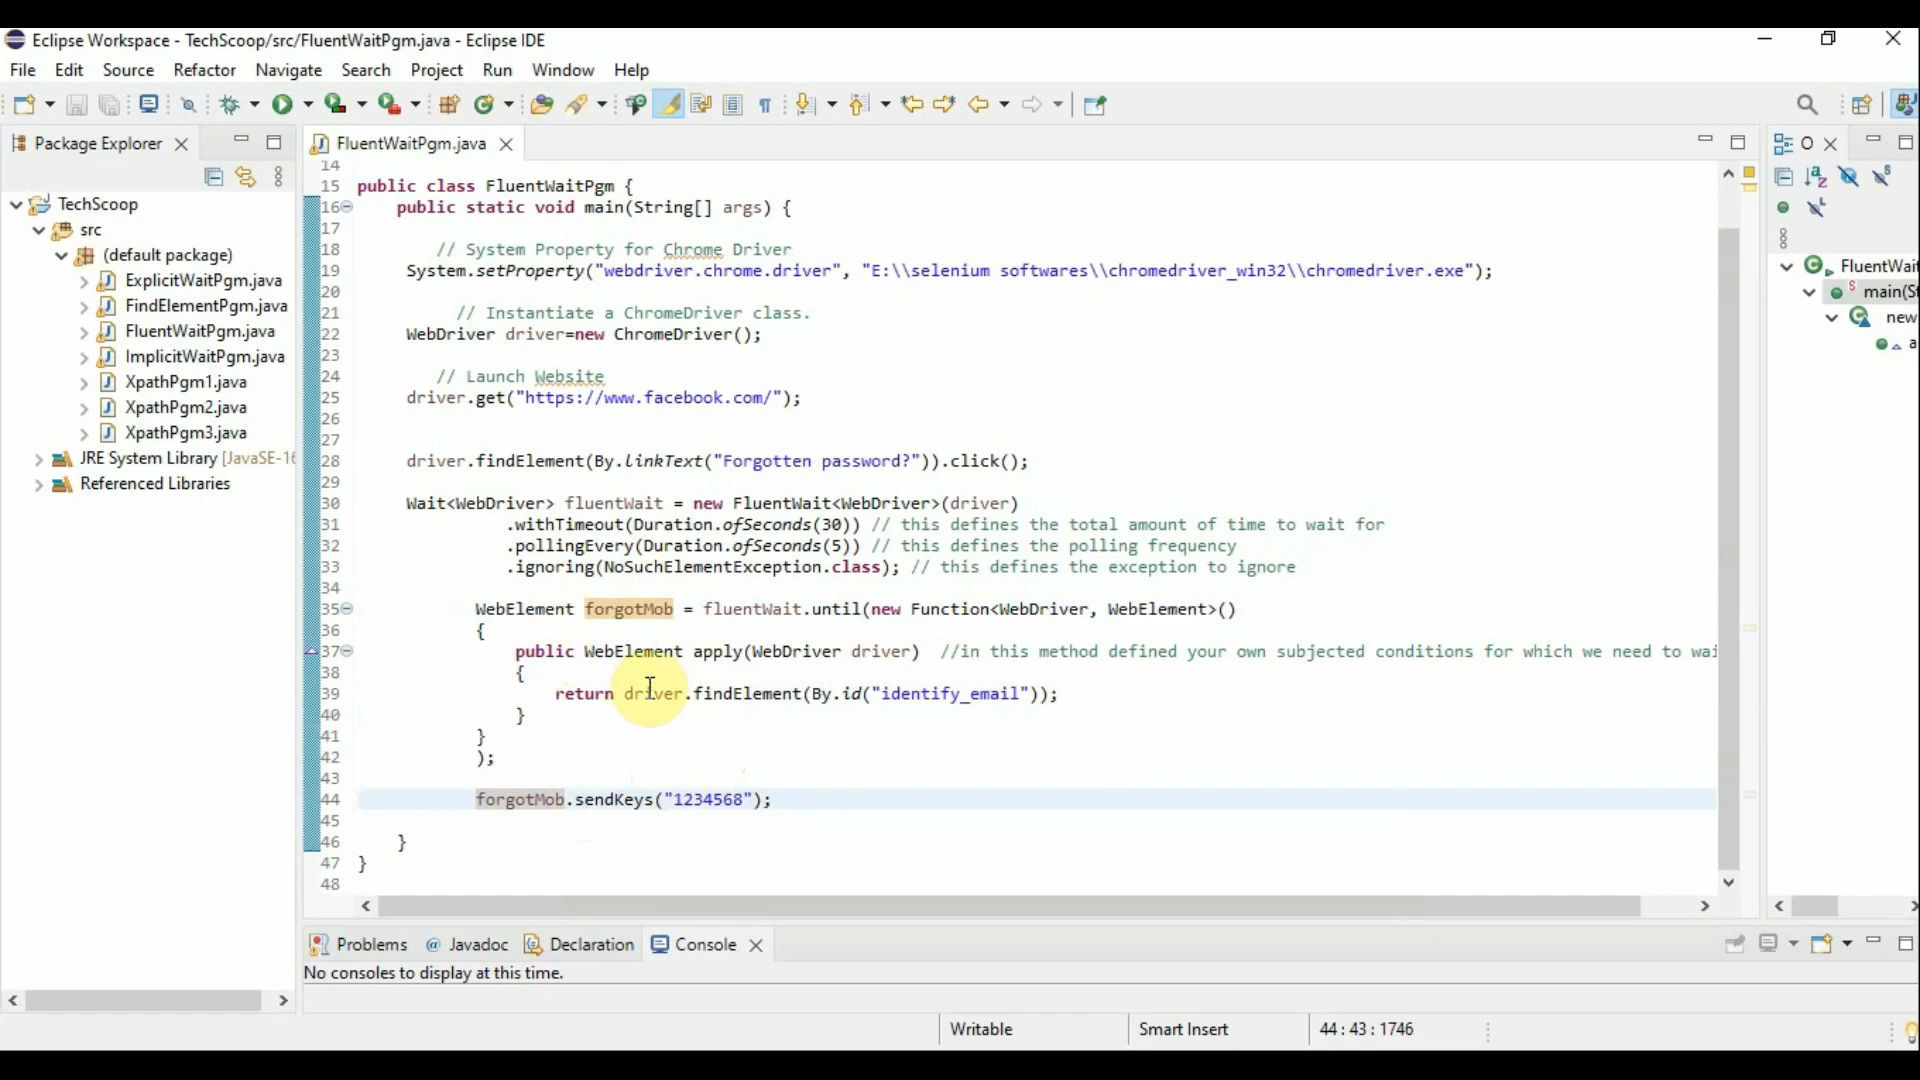 Eclipse Workspace - TechScoop/src/FluentWaitPgm.java - Eclipse IDE
File Edit Source Refactor Navigate Search Project Run Window Help
Package Explorer
TechScoop
src
(default package)
ExplicitWaitPgm.java
FindElementPgm.java
FluentWaitPgm.java
ImplicitWaitPgm.java
XpathPgm1.java
XpathPgm2.java
XpathPgm3.java
JRE System Library [JavaSE-16
Referenced Libraries
FluentWaitPgm.java
14
15 public class FluentWaitPgm {
16 public static void main(String[] args) {
17
18 // System Property for Chrome Driver
19 System.setProperty("webdriver.chrome.driver", "E:\\selenium softwares\\chromedriver_win32\\chromedriver.exe");
20
21 // Instantiate a ChromeDriver class.
22 WebDriver driver=new ChromeDriver();
23
24 // Launch Website
25 driver.get("https://www.facebook.com/");
26
27
28 driver.findElement(By.linkText("Forgotten password?")).click();
29
30 Wait<WebDriver> fluentWait = new FluentWait<WebDriver>(driver)
31 .withTimeout(Duration.ofSeconds(30)) // this defines the total amount of time to wait for
32 .pollingEvery(Duration.ofSeconds(5)) // this defines the polling frequency
33 .ignoring(NoSuchElementException.class); // this defines the exception to ignore
34
35 WebElement forgotMob = fluentWait.until(new Function<WebDriver, WebElement>()
36 {
37 public WebElement apply(WebDriver driver) //in this method defined your own subjected conditions for which we need to wai
38 {
39 return driver.findElement(By.id("identify_email"));
40 }
41 }
42 );
43
44 forgotMob.sendKeys("1234568");
45
46 }
47 }
48
O
FluentWait
main(St
new
a
Problems @ Javadoc Declaration Console
No consoles to display at this time.
Writable Smart Insert 44 : 43 : 1746